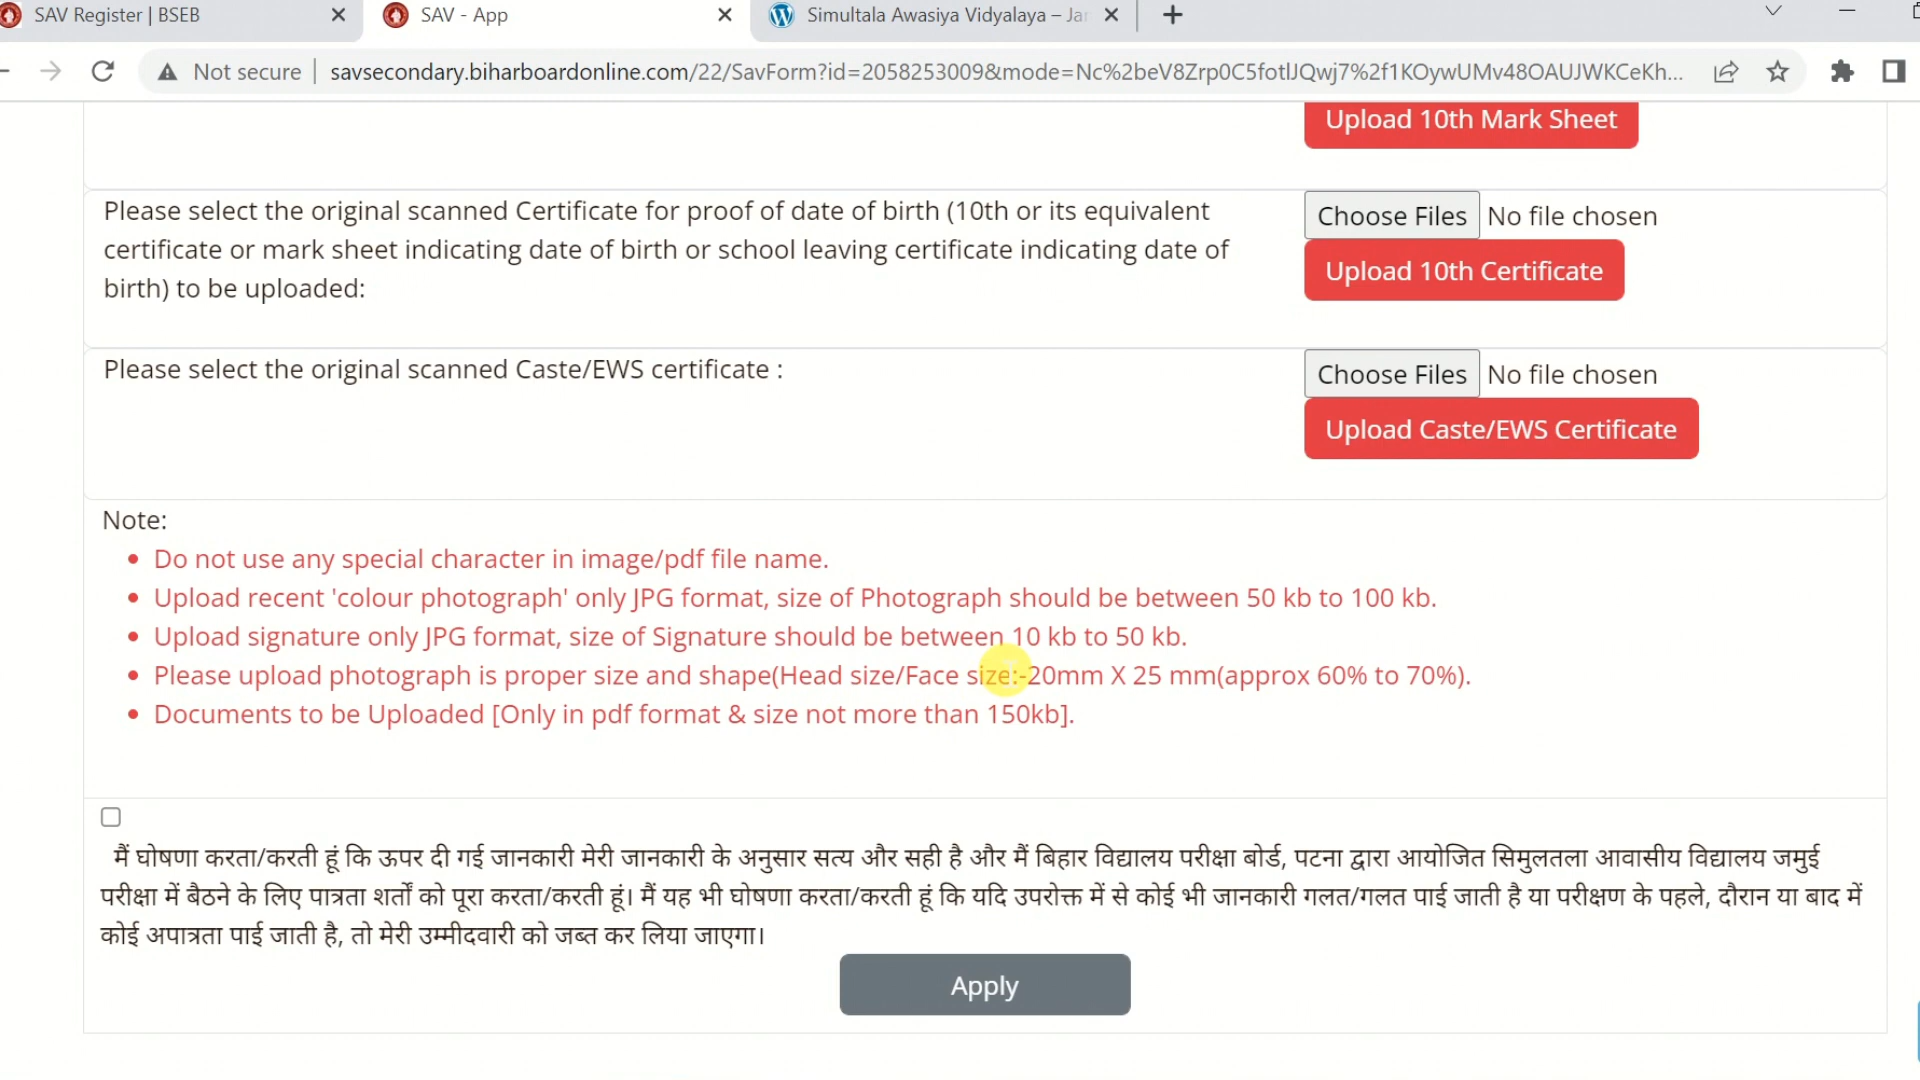 SAV Register | BSEB
SAV - App
Simultala Awasiya Vidyalaya – Jar
Not secure
savsecondary.biharboardonline.com/22/SavForm?id=2058253009&mode=Nc%2beV8Zrp0C5fotlJQwj7%2f1KOywUMv48OAUJWKCeKh...
Upload 10th Mark Sheet
Please select the original scanned Certificate for proof of date of birth (10th or its equivalent
certificate or mark sheet indicating date of birth or school leaving certificate indicating date of
birth) to be uploaded:
Choose Files No file chosen
Upload 10th Certificate
Please select the original scanned Caste/EWS certificate :
Choose Files No file chosen
Upload Caste/EWS Certificate
Note:
Do not use any special character in image/pdf file name.
Upload recent 'colour photograph' only JPG format, size of Photograph should be between 50 kb to 100 kb.
Upload signature only JPG format, size of Signature should be between 10 kb to 50 kb.
Please upload photograph is proper size and shape(Head size/Face size:-20mm X 25 mm(approx 60% to 70%).
Documents to be Uploaded [Only in pdf format & size not more than 150kb].
मैं घोषणा करता/करती हूं कि ऊपर दी गई जानकारी मेरी जानकारी के अनुसार सत्य और सही है और मैं बिहार विद्यालय परीक्षा बोर्ड, पटना द्वारा आयोजित सिमुलतला आवासीय विद्यालय जमुई
परीक्षा में बैठने के लिए पात्रता शर्तों को पूरा करता/करती हूं। मैं यह भी घोषणा करता/करती हूं कि यदि उपरोक्त में से कोई भी जानकारी गलत/गलत पाई जाती है या परीक्षण के पहले, दौरान या बाद में
कोई अपात्रता पाई जाती है, तो मेरी उम्मीदवारी को जब्त कर लिया जाएगा।
Apply